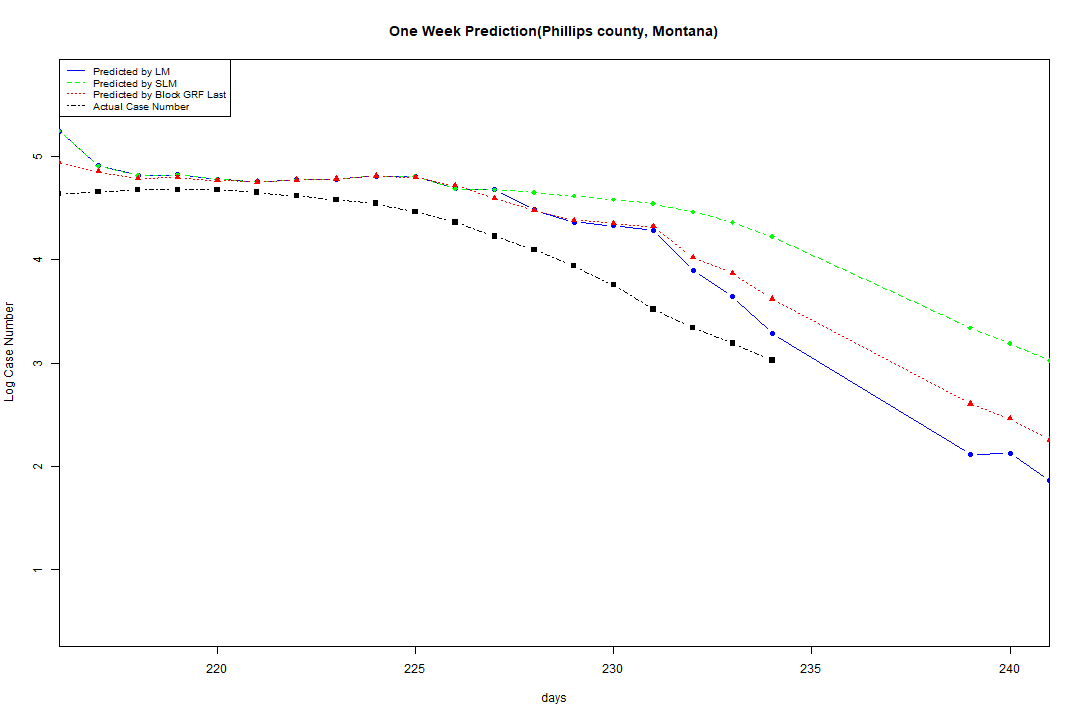 One Week Prediction(Phillips county, Montana)
Predicted by LM
Predicted by SLM
Predicted by Block GRF Last
Actual Case Number
5
4
3
2
1
Log Case Number
220
225
230
235
240
days